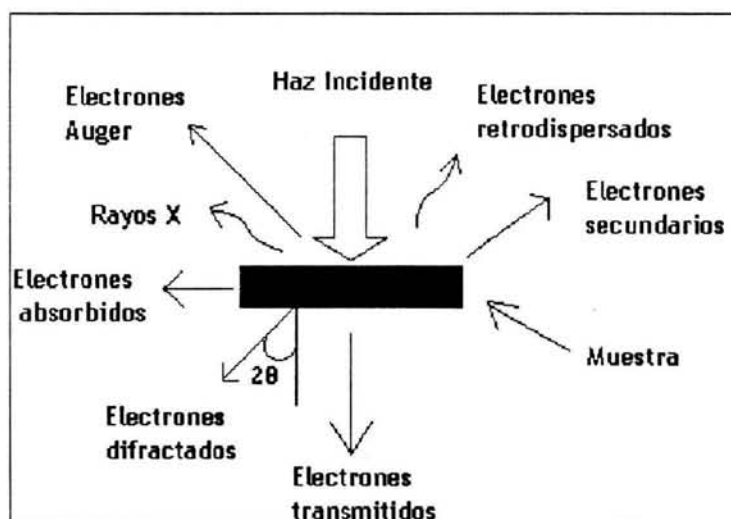 Haz Incidente
Electrones
Auger
Electrones
retrodispersados
Rayos X
Electrones
secundarios
Electrones
absorbidos
Muestra
2θ
Electrones
difractados
Electrones
transmitidos